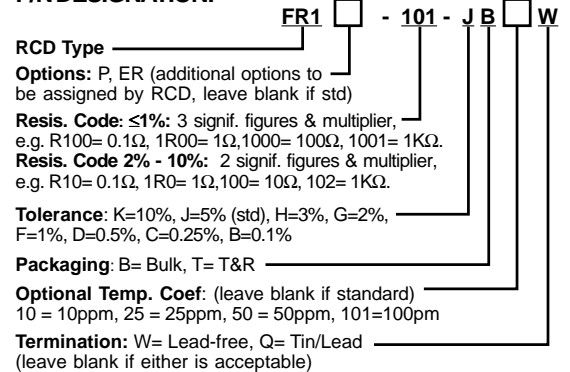 FR1 - 101 - J B W
RCD Type
Options: P, ER (additional options to
be assigned by RCD, leave blank if std)
Resis. Code: ≤1%: 3 signif. figures & multiplier,
e.g. R100= 0.1Ω, 1R00= 1Ω,1000= 100Ω, 1001= 1KΩ.
Resis. Code 2% - 10%: 2 signif. figures & multiplier,
e.g. R10= 0.1Ω, 1R0= 1Ω,100= 10Ω, 102= 1KΩ.
Tolerance: K=10%, J=5% (std), H=3%, G=2%,
F=1%, D=0.5%, C=0.25%, B=0.1%
Packaging: B= Bulk, T= T&R
Optional Temp. Coef: (leave blank if standard)
10 = 10ppm, 25 = 25ppm, 50 = 50ppm, 101=100pm
Termination: W= Lead-free, Q= Tin/Lead
(leave blank if either is acceptable)